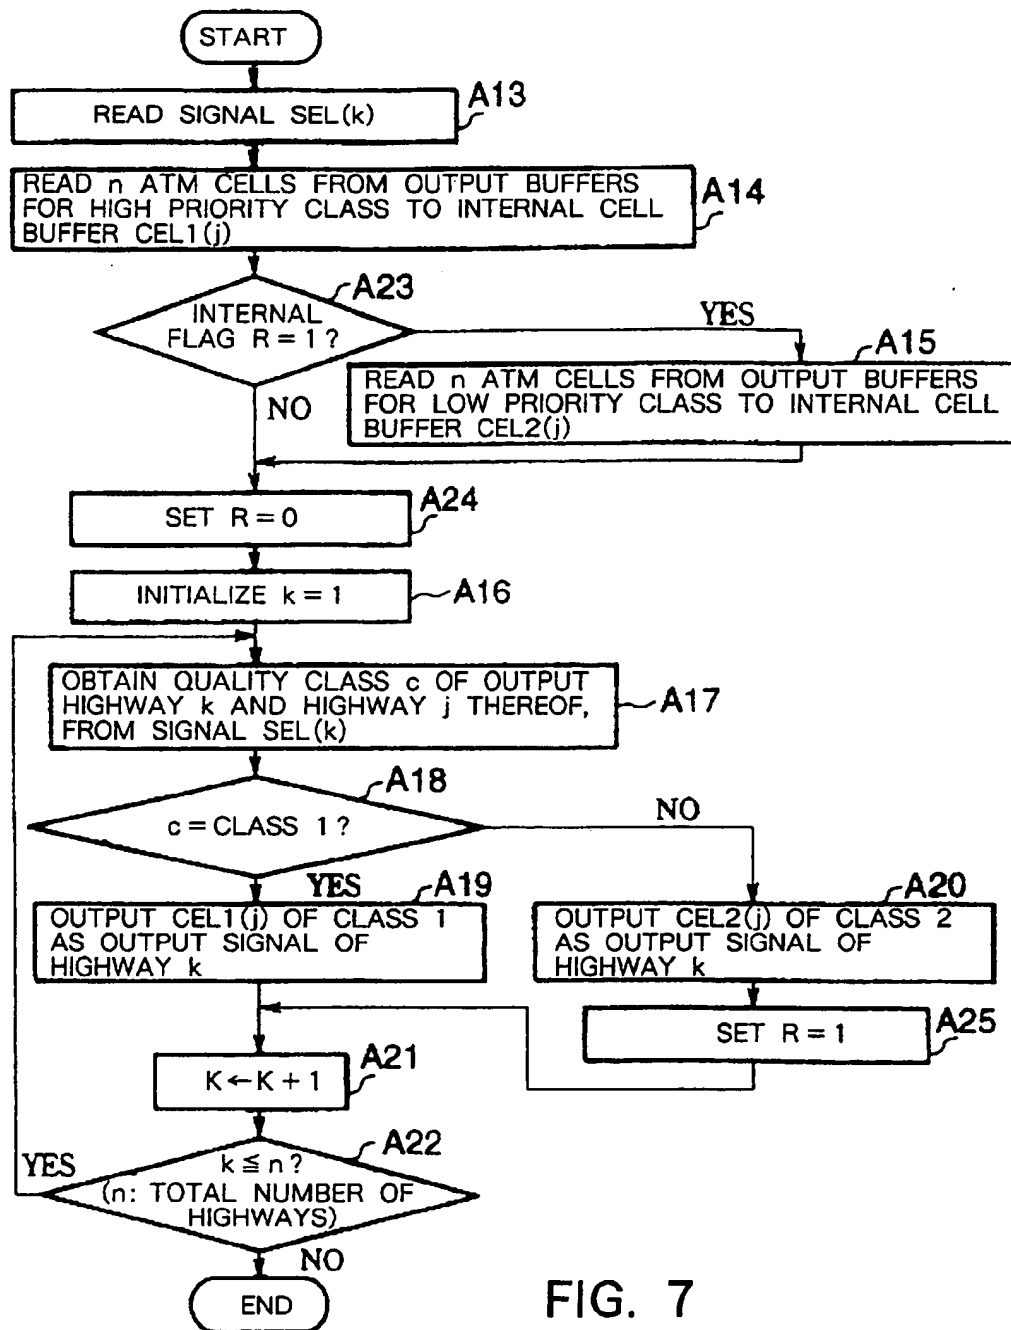 START
A13
READ SIGNAL SEL(k)
READ n ATM CELLS FROM OUTPUT BUFFERS
FOR HIGH PRIORITY CLASS TO INTERNAL CELL
BUFFER CEL1(j)
A14
A23
INTERNAL
FLAG R = 1 ?
YES
NO
A15
READ n ATM CELLS FROM OUTPUT BUFFERS
FOR LOW PRIORITY CLASS TO INTERNAL CELL
BUFFER CEL2(j)
SET R = 0
A24
INITIALIZE k = 1
A16
OBTAIN QUALITY CLASS c OF OUTPUT
HIGHWAY k AND HIGHWAY j THEREOF,
FROM SIGNAL SEL(k)
A17
A18
c = CLASS 1 ?
NO
YES
A19
OUTPUT CEL1(j) OF CLASS 1
AS OUTPUT SIGNAL OF
HIGHWAY k
A20
OUTPUT CEL2(j) OF CLASS 2
AS OUTPUT SIGNAL OF
HIGHWAY k
SET R = 1
A25
K ← K + 1
A21
A22
YES
k ≦ n ?
(n: TOTAL NUMBER OF
HIGHWAYS)
NO
END
FIG. 7